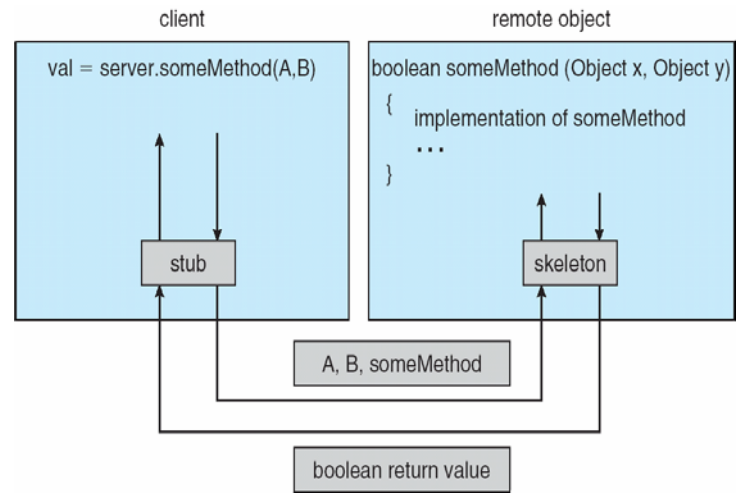 client
remote object
val = server.someMethod(A,B)
boolean someMethod (Object x, Object y)
{
implementation of someMethod
...
}
stub
skeleton
A, B, someMethod
boolean return value